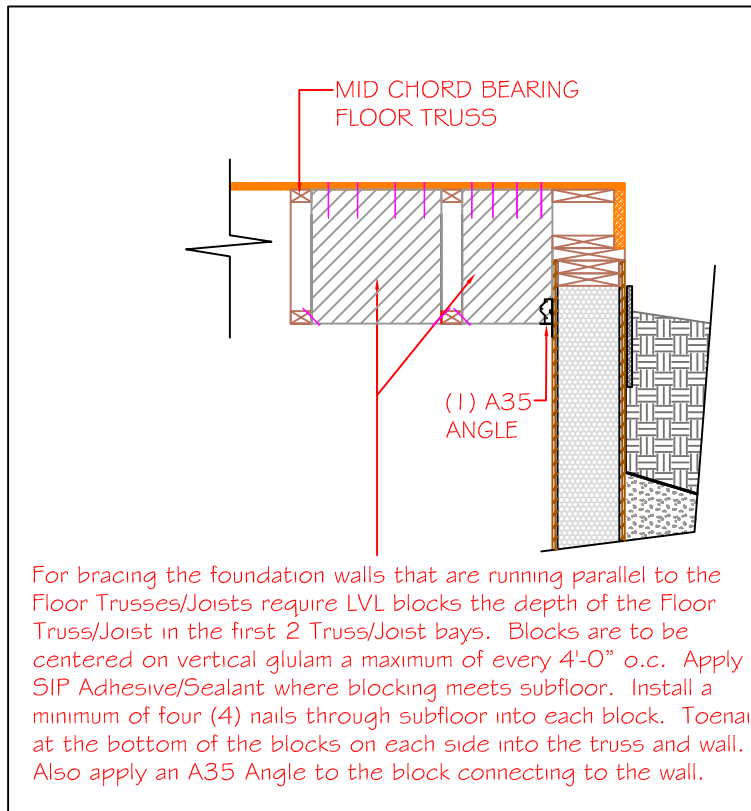 MID CHORD BEARING
FLOOR TRUSS
(1) A35
ANGLE
For bracing the foundation walls that are running parallel to the
Floor Trusses/Joists require LVL blocks the depth of the Floor
Truss/Joist in the first 2 Truss/Joist bays. Blocks are to be
centered on vertical glulam a maximum of every 4'-0" o.c. Apply
SIP Adhesive/Sealant where blocking meets subfloor. Install a
minimum of four (4) nails through subfloor into each block. Toenai
at the bottom of the blocks on each side into the truss and wall.
Also apply an A35 Angle to the block connecting to the wall.